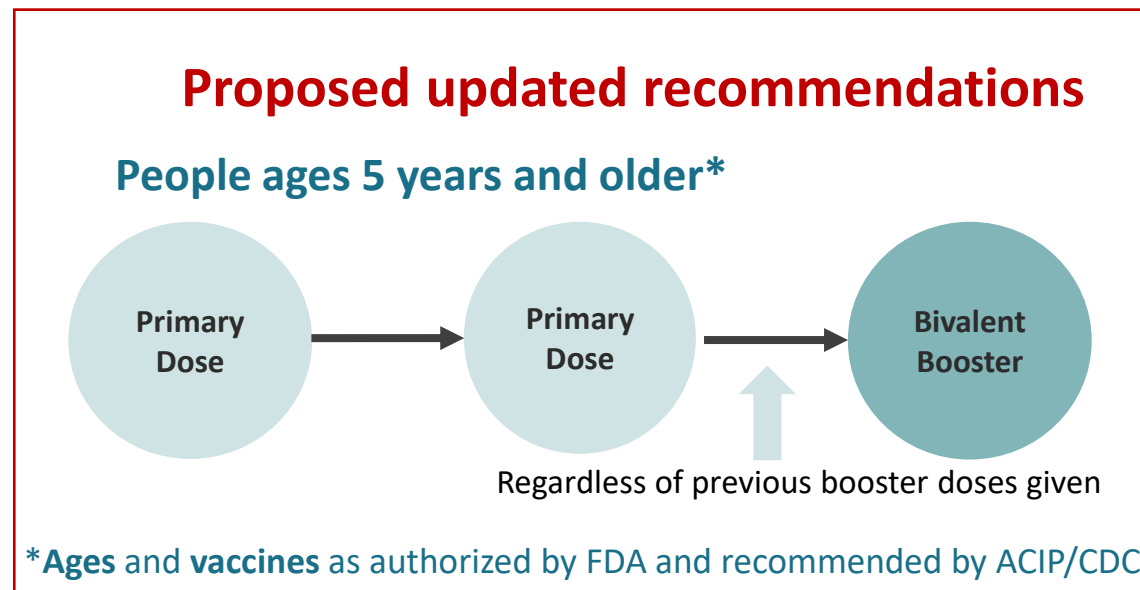 Proposed updated recommendations
People ages 5 years and older*
Primary
Dose
Primary
Dose
Bivalent
Booster
Regardless of previous booster doses given
*Ages and vaccines as authorized by FDA and recommended by ACIP/CDC